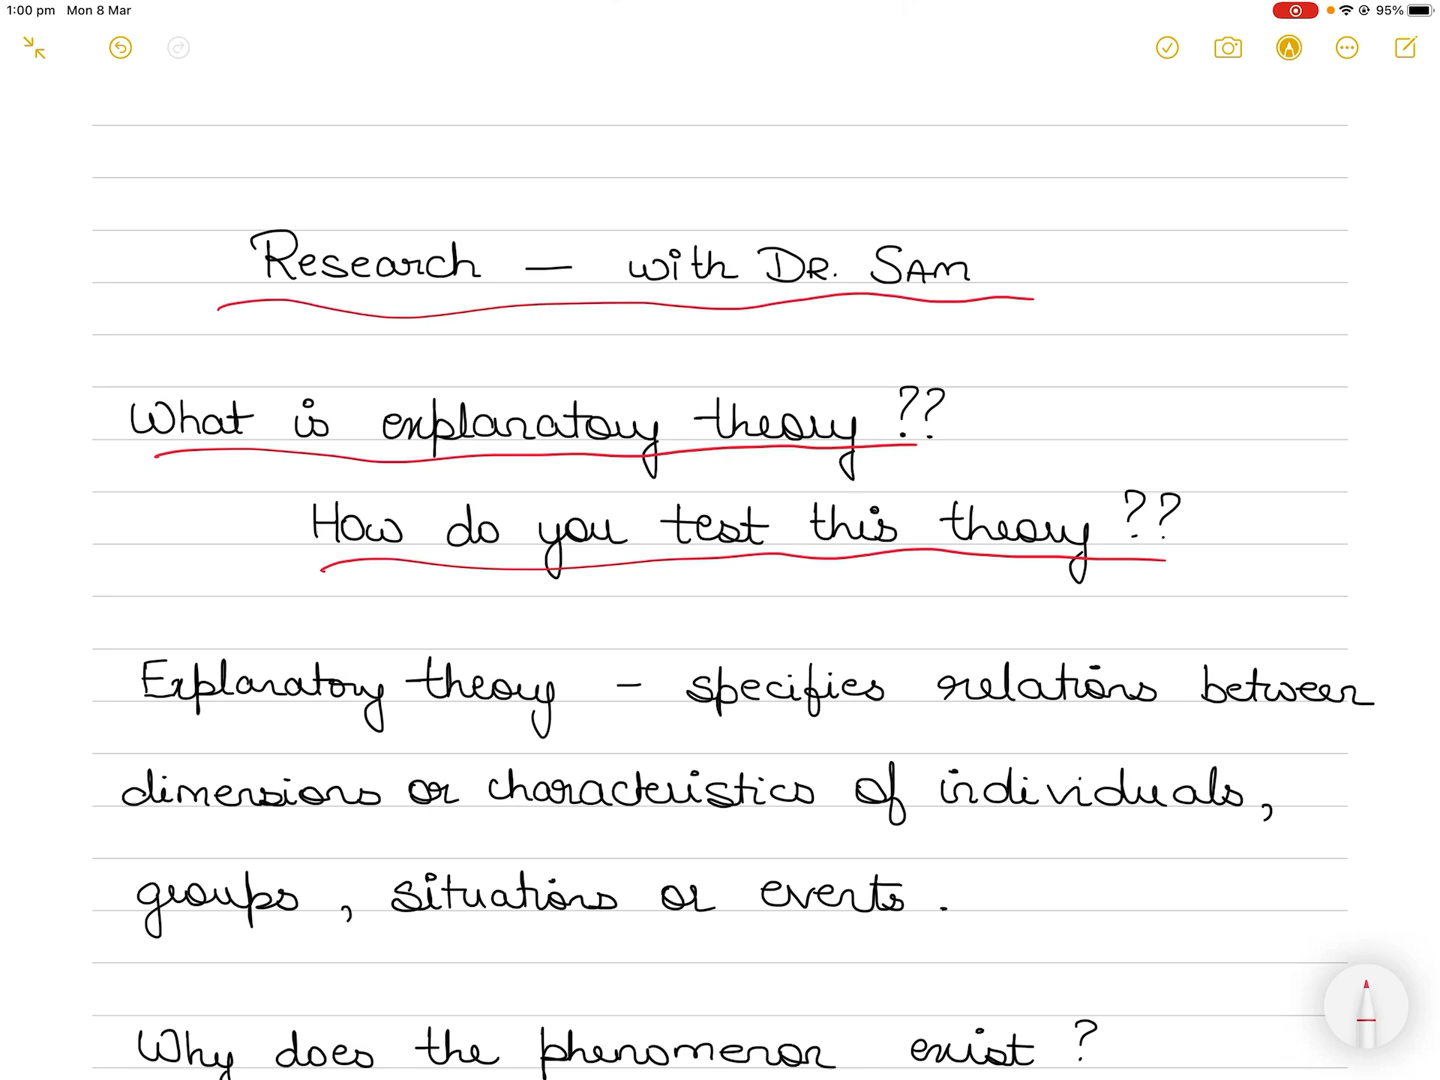 1:00 pm Mon 8 Mar 95%
Research — with DR. SAM
What is explanatory theory ??
How do you test this theory ??
Explanatory theory - specifies relations between
dimensions or characteristics of individuals,
groups, situations or events.
Why does the phenomenon exist ?